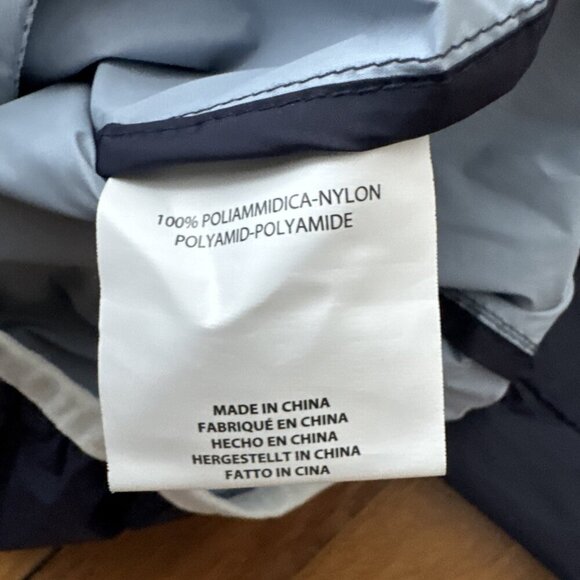 100% POLIAMMIDICA-NYLON
POLYAMID-POLYAMIDE
MADE IN CHINA
FABRIQUÉ EN CHINA
HECHO EN CHINA
HERGESTELLT IN CHINA
FATTO IN CINA